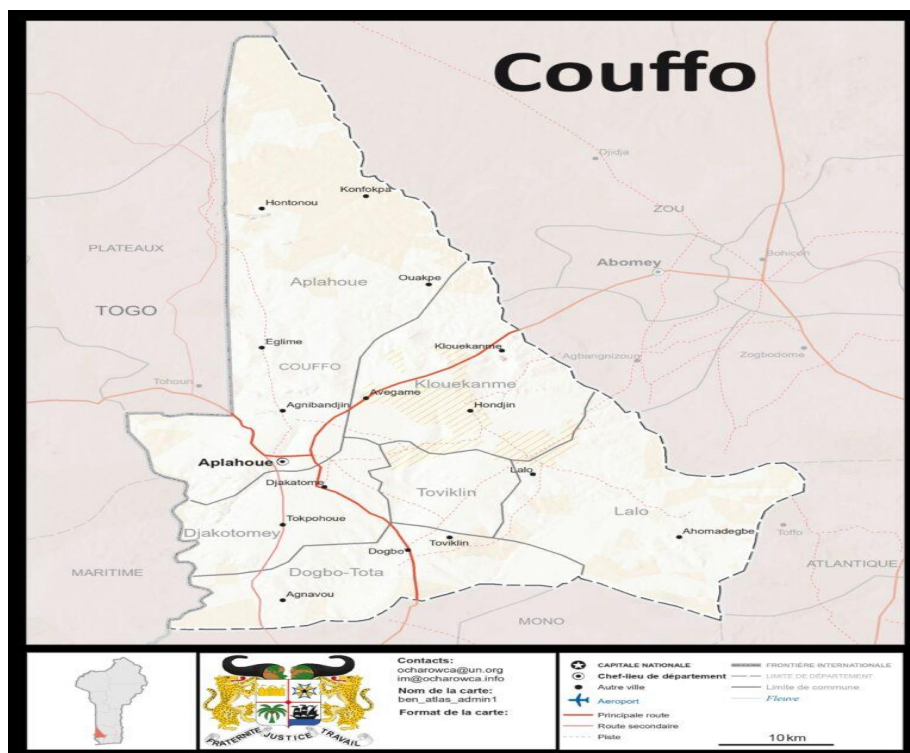 Couffo
Djidja
Konfokpa
Hontonou
ZOU
PLATEAUX
Bohicon
Abomey
Aplahoue
Ouakpe
TOGO
Eglime
Klouekanme
Zogbodome
COUFFO
Agbangnizoun
Tohoun
Klouekanme
Avegame
Agnibandjin
Hondjin
Aplahoue
Lalo
Djakatome
Toviklin
Lalo
Tokpohoue
Toffo
Djakotomey
Ahomadegbe
Toviklin
Dogbo
ATLANTIQUE
MARITIME
Dogbo-Tota
Agnavou
MONO
FRATERNITE JUSTICE TRAVAIL
Contacts:
ocharowca@un.org
im@ocharowca.info
Nom de la carte:
ben_atlas_admin1
Format de la carte:
CAPITALE NATIONALE
Chef-lieu de département
Autre ville
Aeroport
Principale route
Route secondaire
Piste
FRONTIÈRE INTERNATIONALE
LIMITE DE DÉPARTEMENT
Limite de commune
Fleuve
10 km